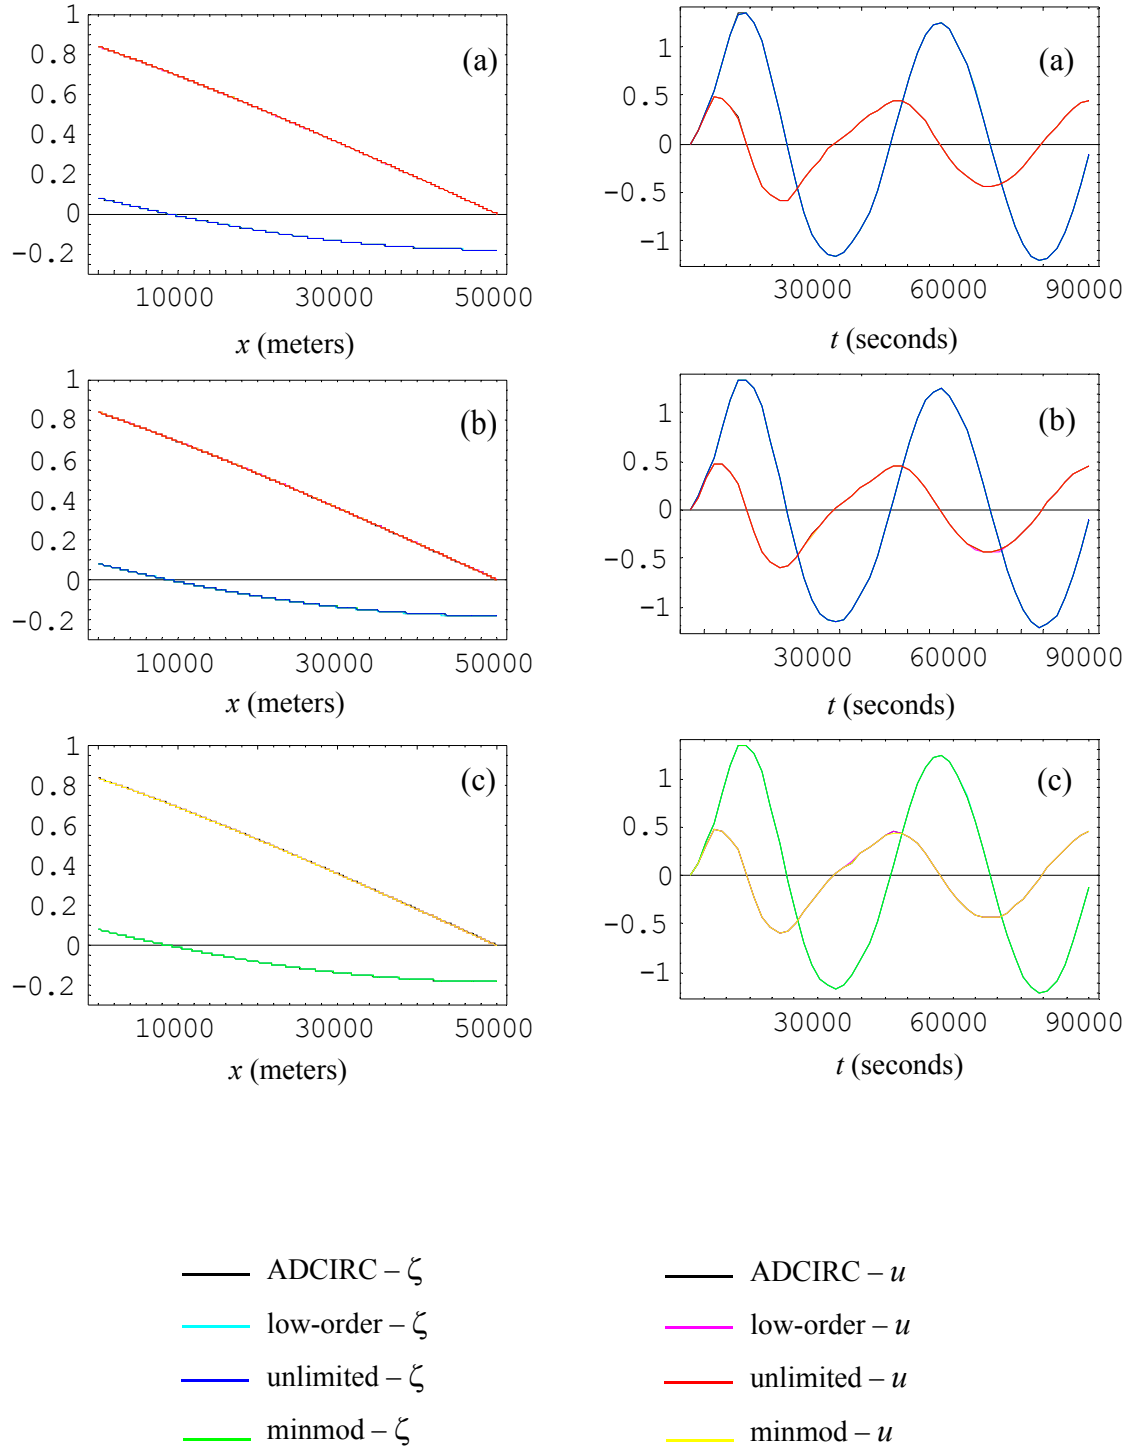 1
0.8
0.6
0.4
0.2
0
-0.2
(a)
10000 30000 50000
x (meters)
1
0.5
0
-0.5
-1
(a)
30000 60000 90000
t (seconds)
1
0.8
0.6
0.4
0.2
0
-0.2
(b)
10000 30000 50000
x (meters)
1
0.5
0
-0.5
-1
(b)
30000 60000 90000
t (seconds)
1
0.8
0.6
0.4
0.2
0
-0.2
(c)
10000 30000 50000
x (meters)
1
0.5
0
-0.5
-1
(c)
30000 60000 90000
t (seconds)
ADCIRC – ζ
low-order – ζ
unlimited – ζ
minmod – ζ
ADCIRC – u
low-order – u
unlimited – u
minmod – u